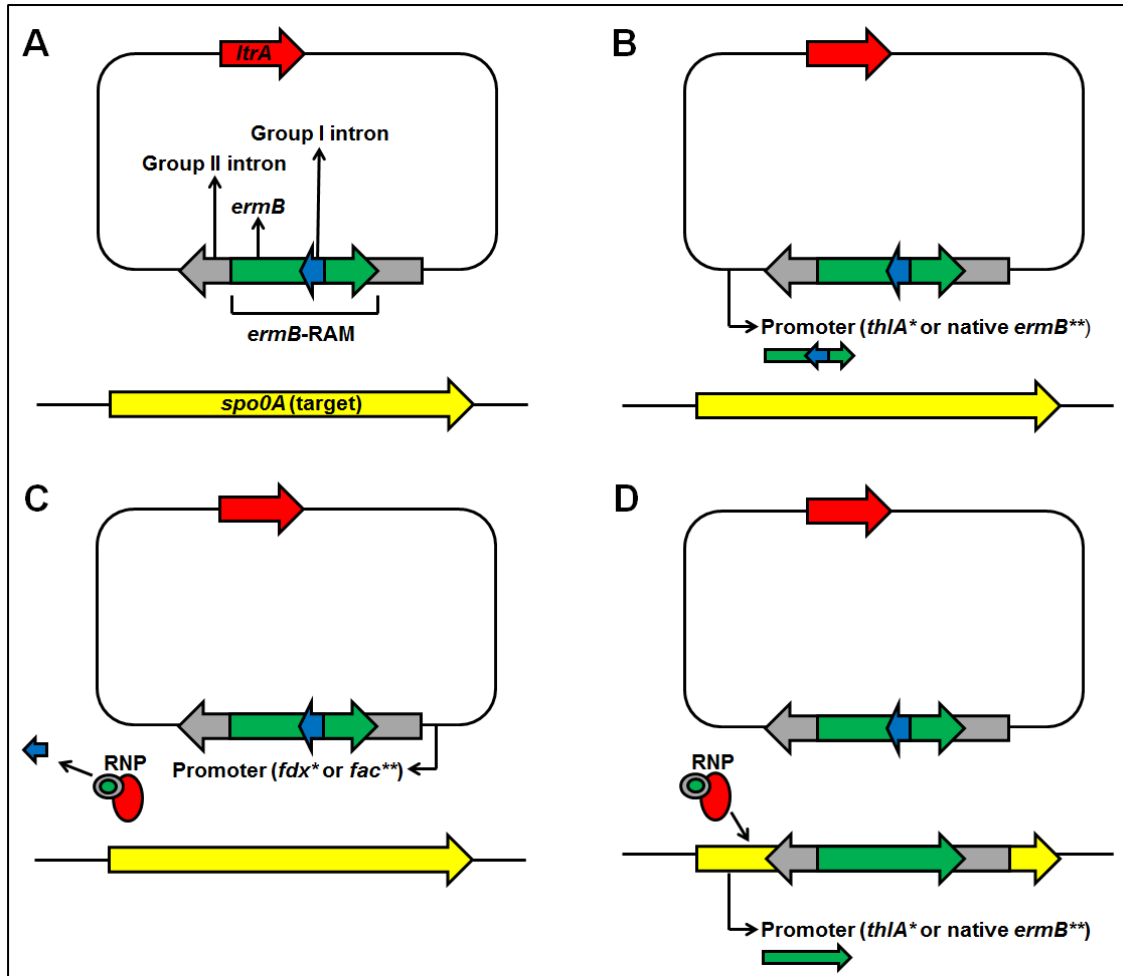 A
ltrA
Group I intron
Group II intron
ermB
ermB-RAM
spo0A (target)
B
Promoter (thlA* or native ermB**)
C
RNP
Promoter (fdx* or fac**)
D
RNP
Promoter (thlA* or native ermB**)